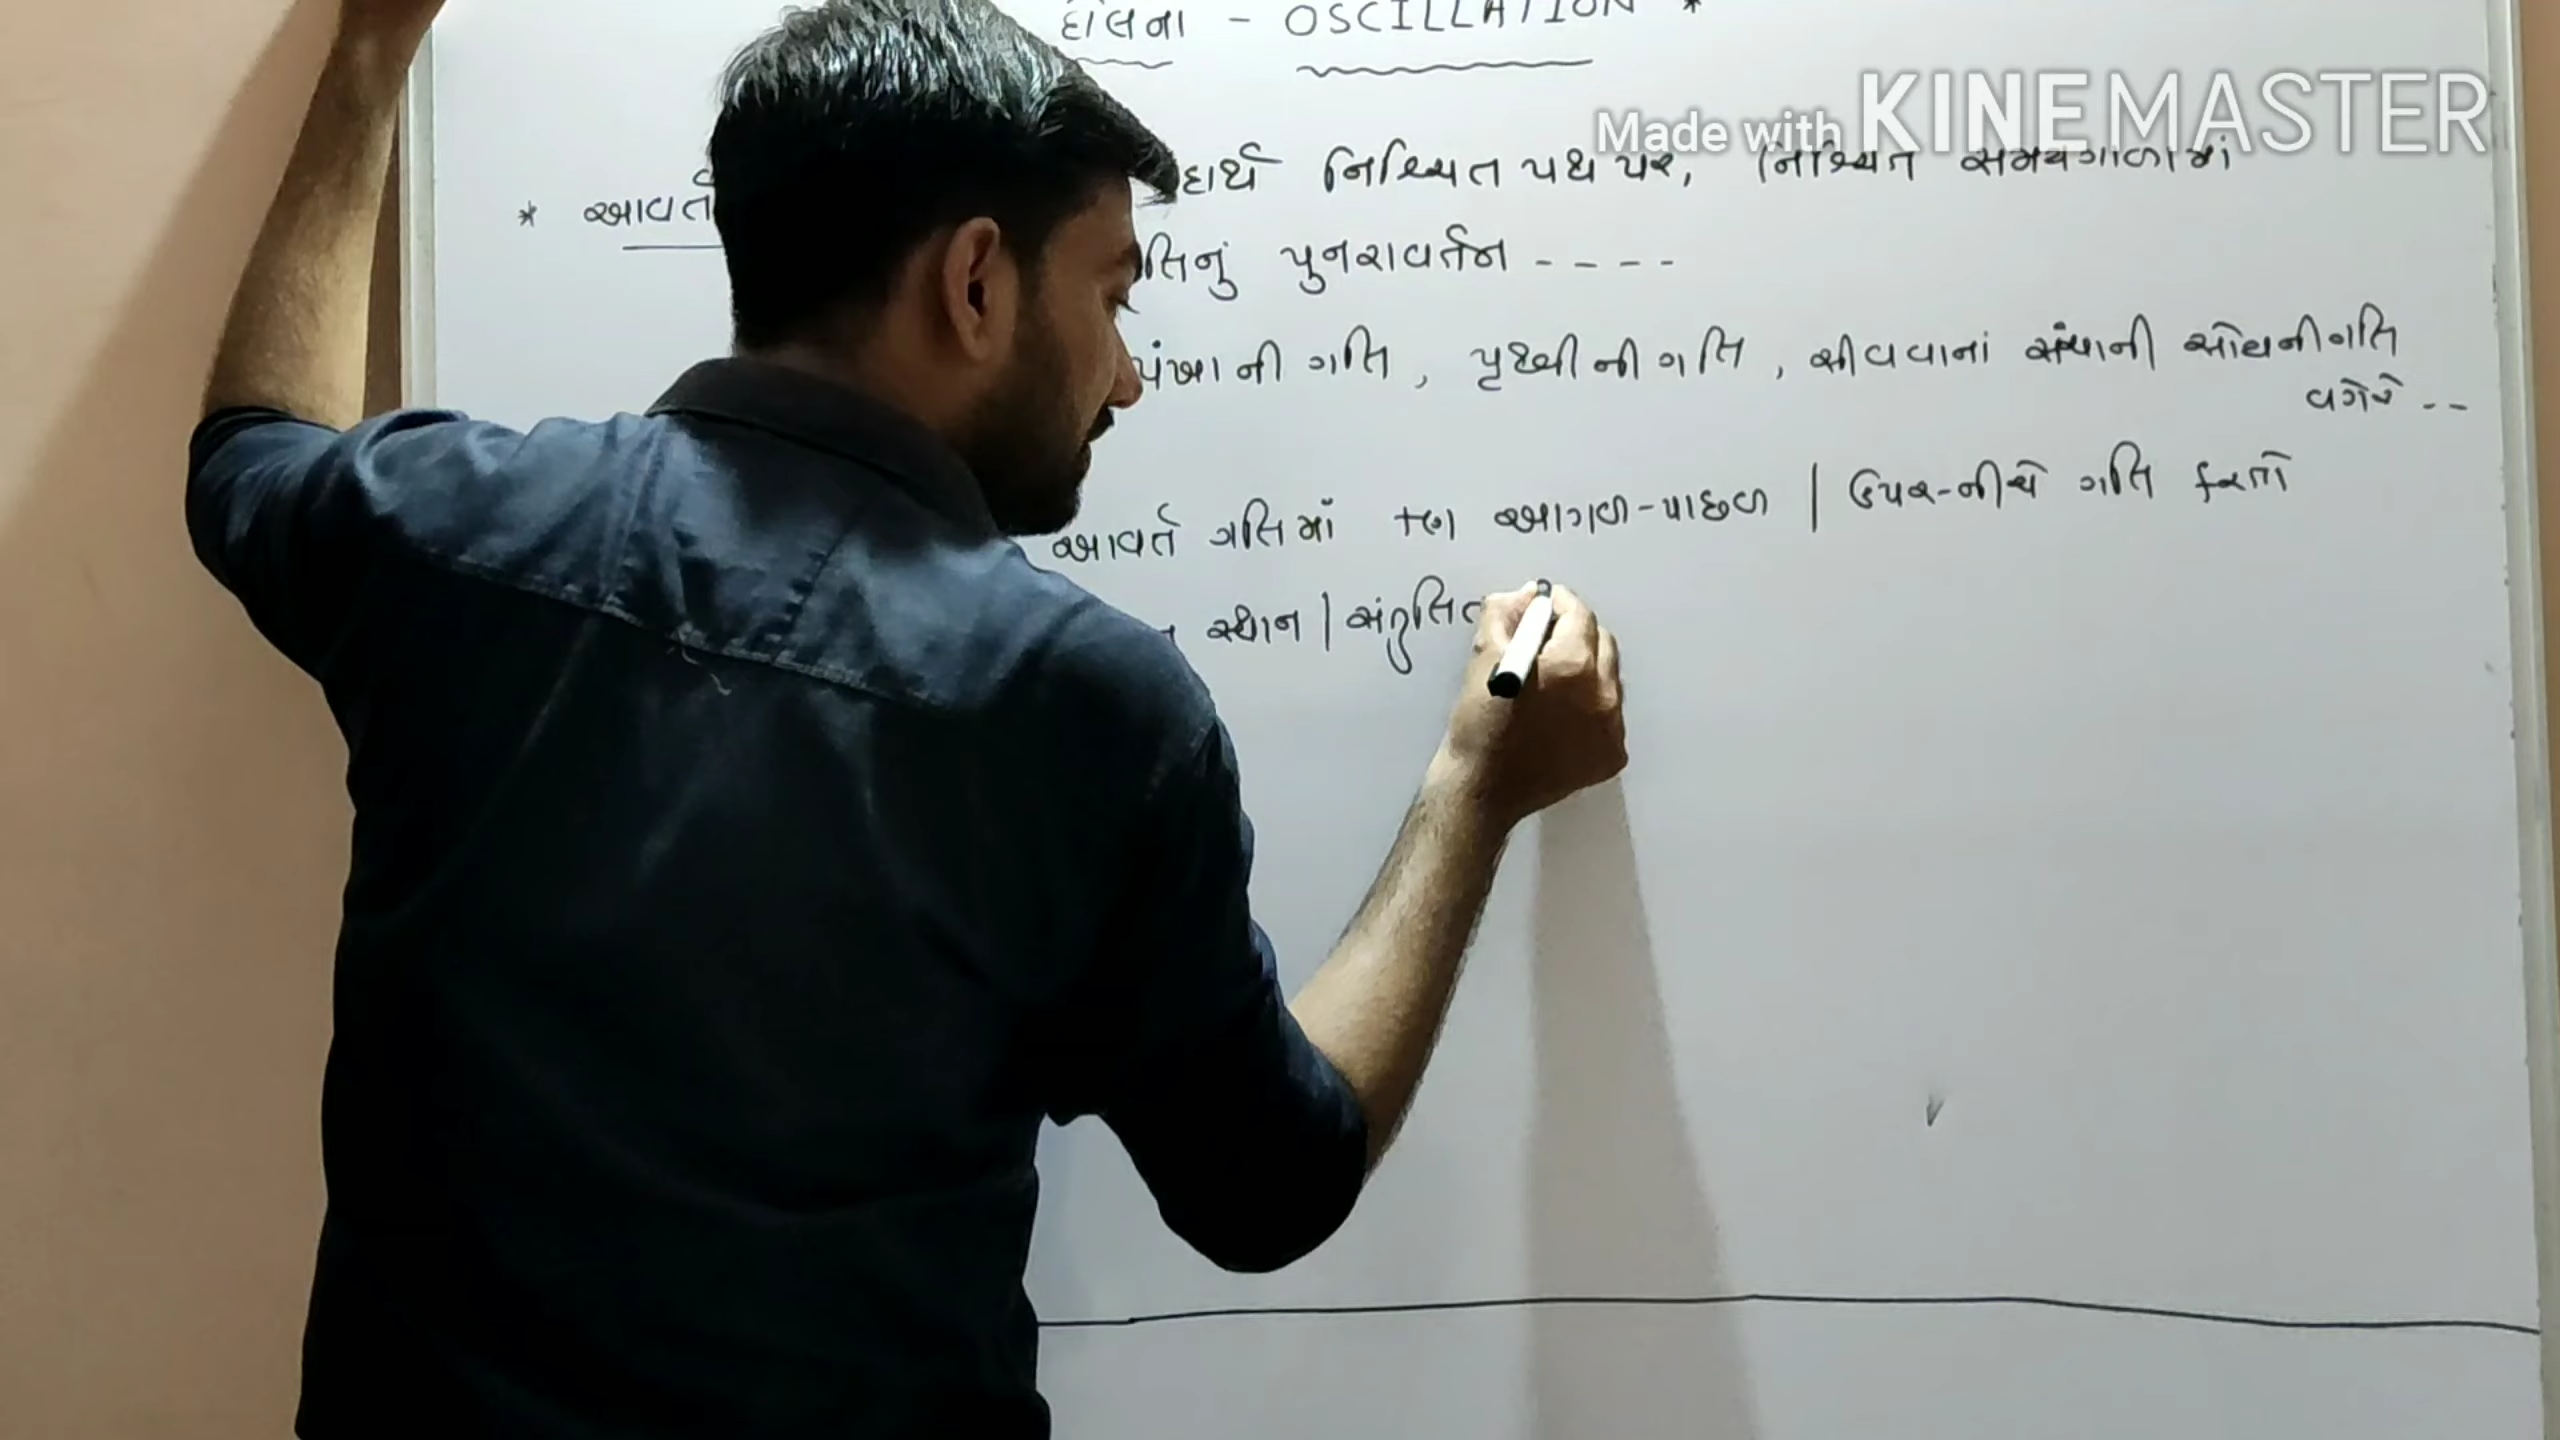 દોલના - OSCILLATION *
Made with KINEMASTER
* આવર્ત
નિશ્ચિત પથ પર, નિશ્ચિત સમયગાળામાં
પુનરાવર્તન ----
પંખાની ગતિ, પૃથ્વીની ગતિ, સીવવાનાં સંચાની સોયની ગતિ
વગેરે --
આવર્ત ગતિમાં આગળ-પાછળ | ઉપર-નીચે ગતિ કરતો
સ્થાન |